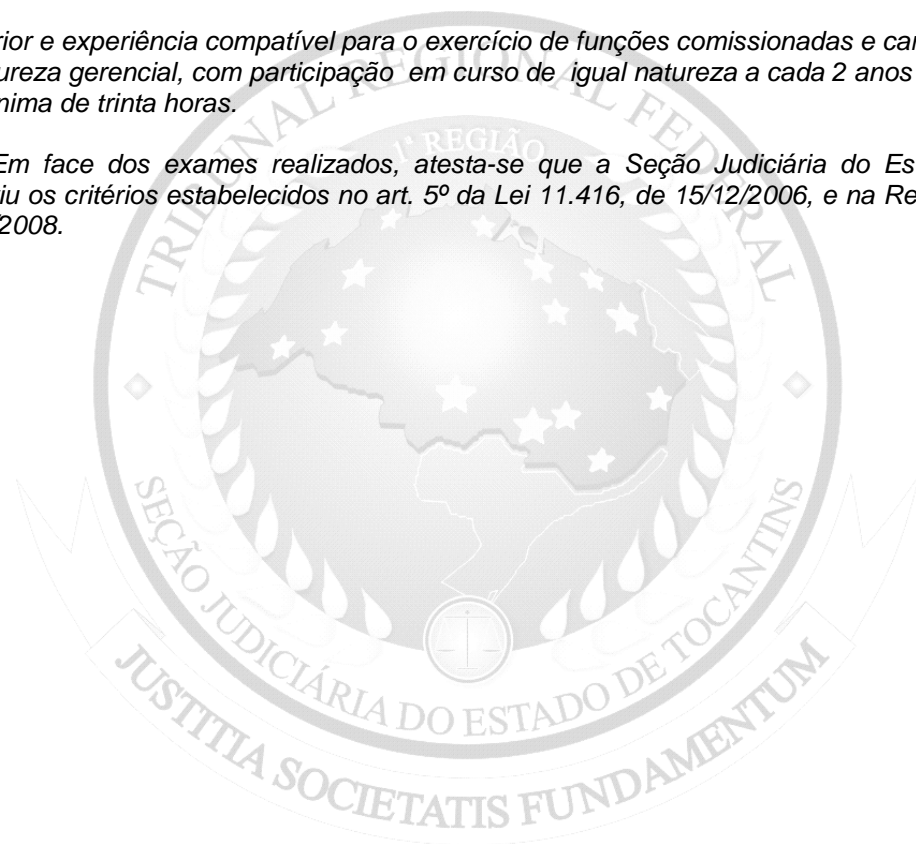 rior e experiência compatível para o exercício de funções comissionadas e car
ureza gerencial, com participação em curso de igual natureza a cada 2 anos
nima de trinta horas.
Em face dos exames realizados, atesta-se que a Seção Judiciária do Es
iu os critérios estabelecidos no art. 5º da Lei 11.416, de 15/12/2006, e na Re
/2008.
TRIBUNAL REGIONAL FEDERAL
1ª REGIÃO
SEÇÃO JUDICIÁRIA DO ESTADO DE TOCANTINS
JUSTITIA SOCIETATIS FUNDAMENTUM